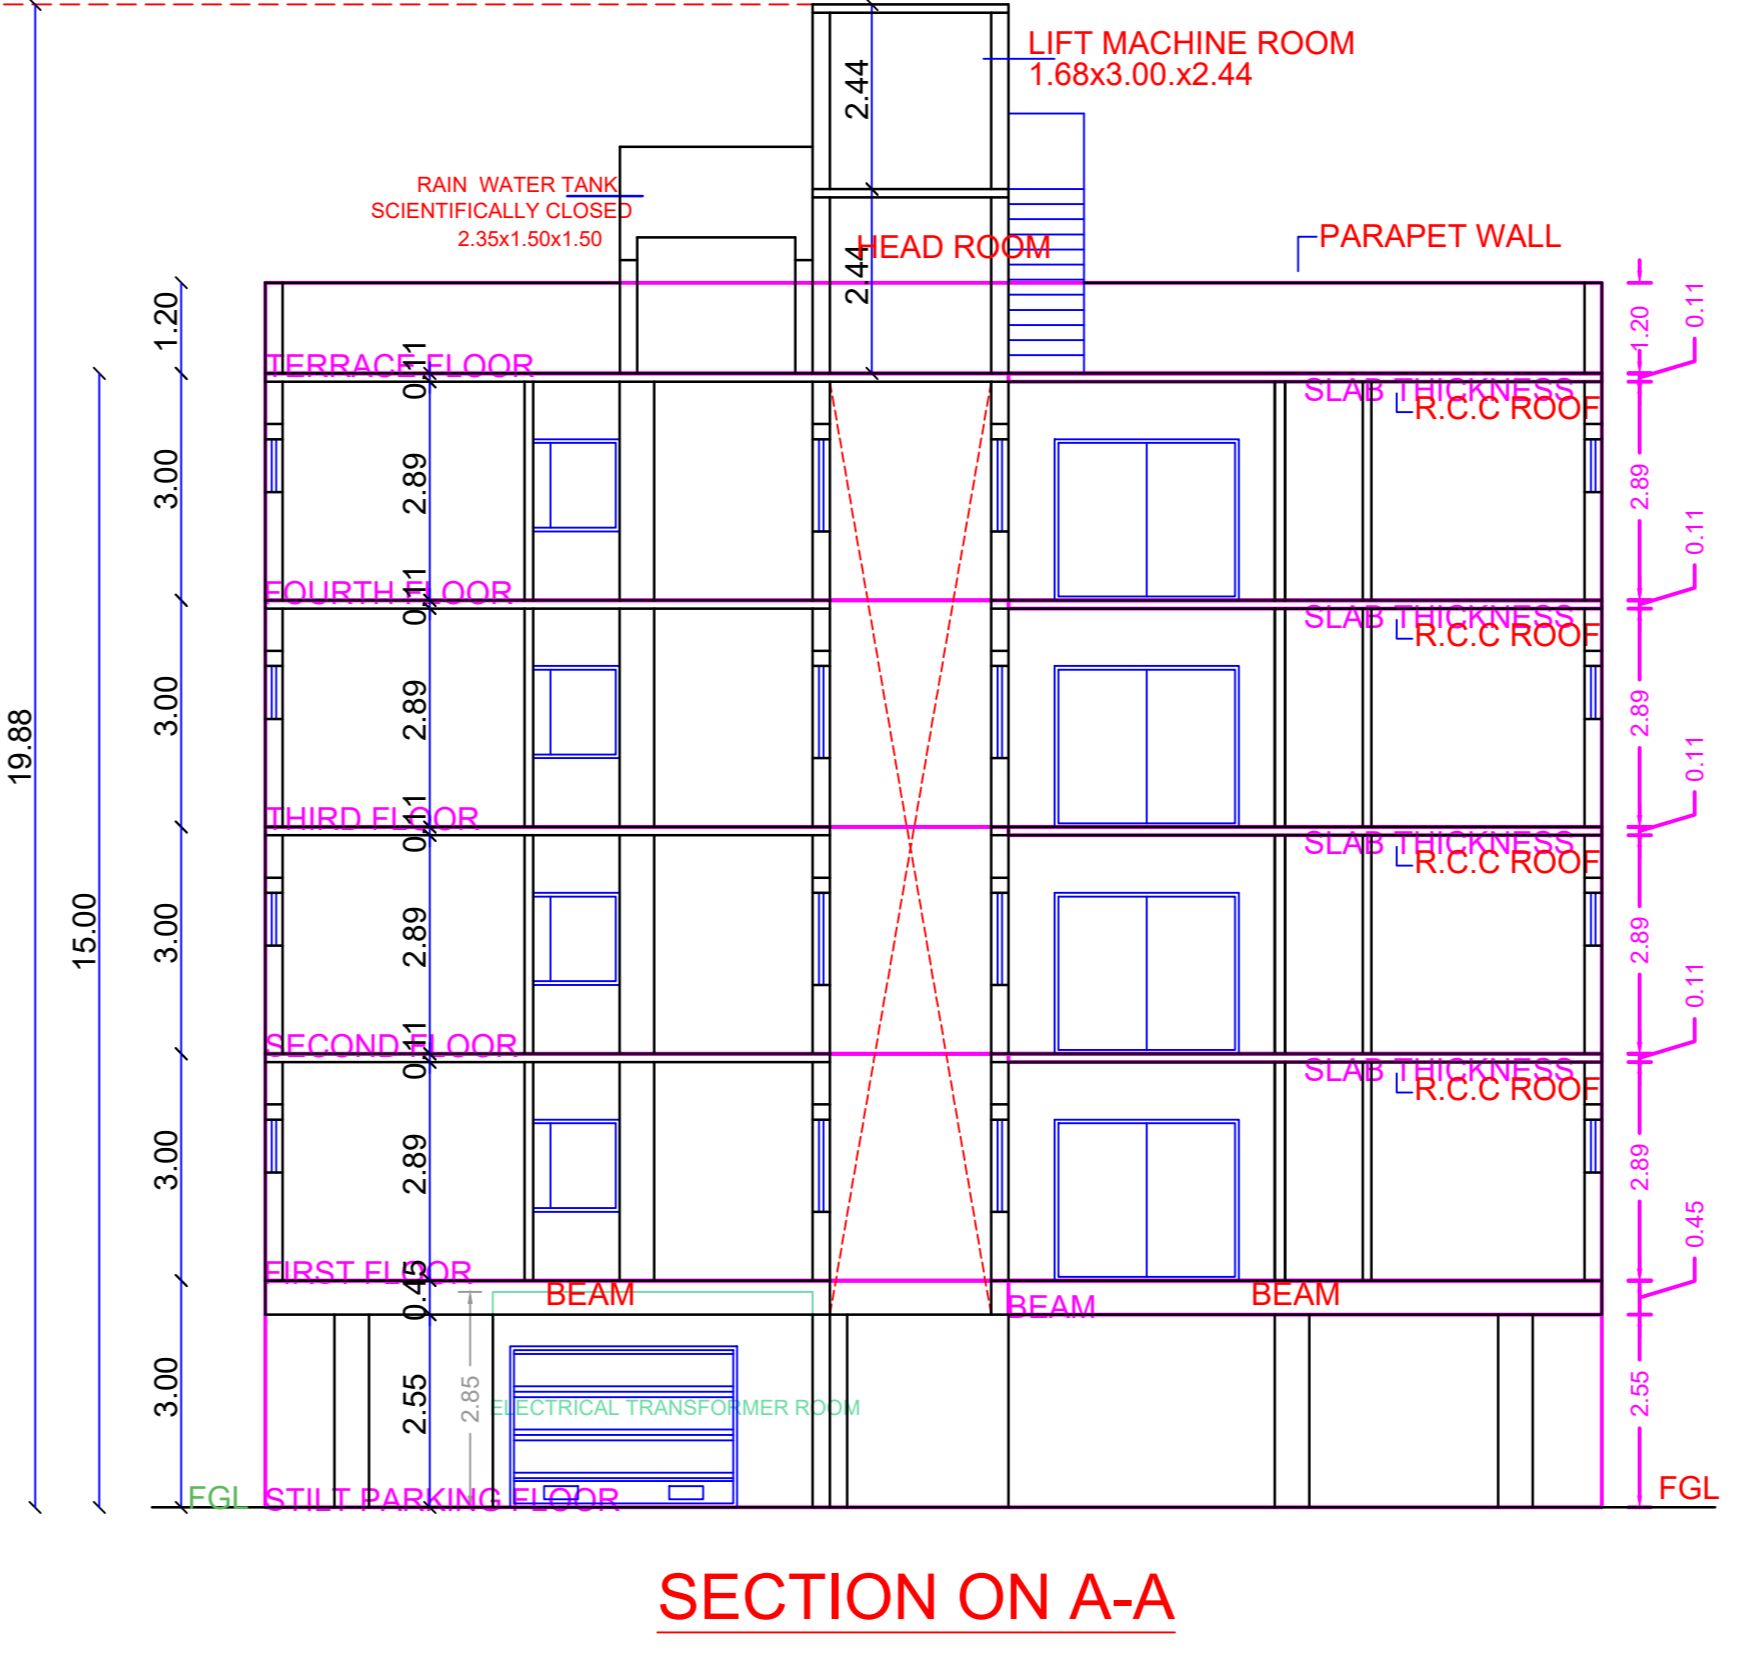 LIFT MACHINE ROOM
1.68x3.00.x2.44
2.44
RAIN WATER TANK
SCIENTIFICALLY CLOSED
2.35x1.50x1.50
HEAD ROOM
2.44
PARAPET WALL
1.20
1.20
0.11
TERRACE FLOOR
0.11
SLAB THICKNESS
R.C.C ROOF
3.00
2.89
2.89
0.11
FOURTH FLOOR
0.11
SLAB THICKNESS
R.C.C ROOF
19.88
3.00
2.89
2.89
0.11
THIRD FLOOR
0.11
SLAB THICKNESS
R.C.C ROOF
15.00
3.00
2.89
2.89
0.11
SECOND FLOOR
0.11
SLAB THICKNESS
R.C.C ROOF
3.00
2.89
2.89
0.45
FIRST FLOOR
0.45
BEAM
BEAM
BEAM
3.00
2.55
2.85
ELECTRICAL TRANSFORMER ROOM
2.55
FGL
STILT PARKING FLOOR
FGL
SECTION ON A-A